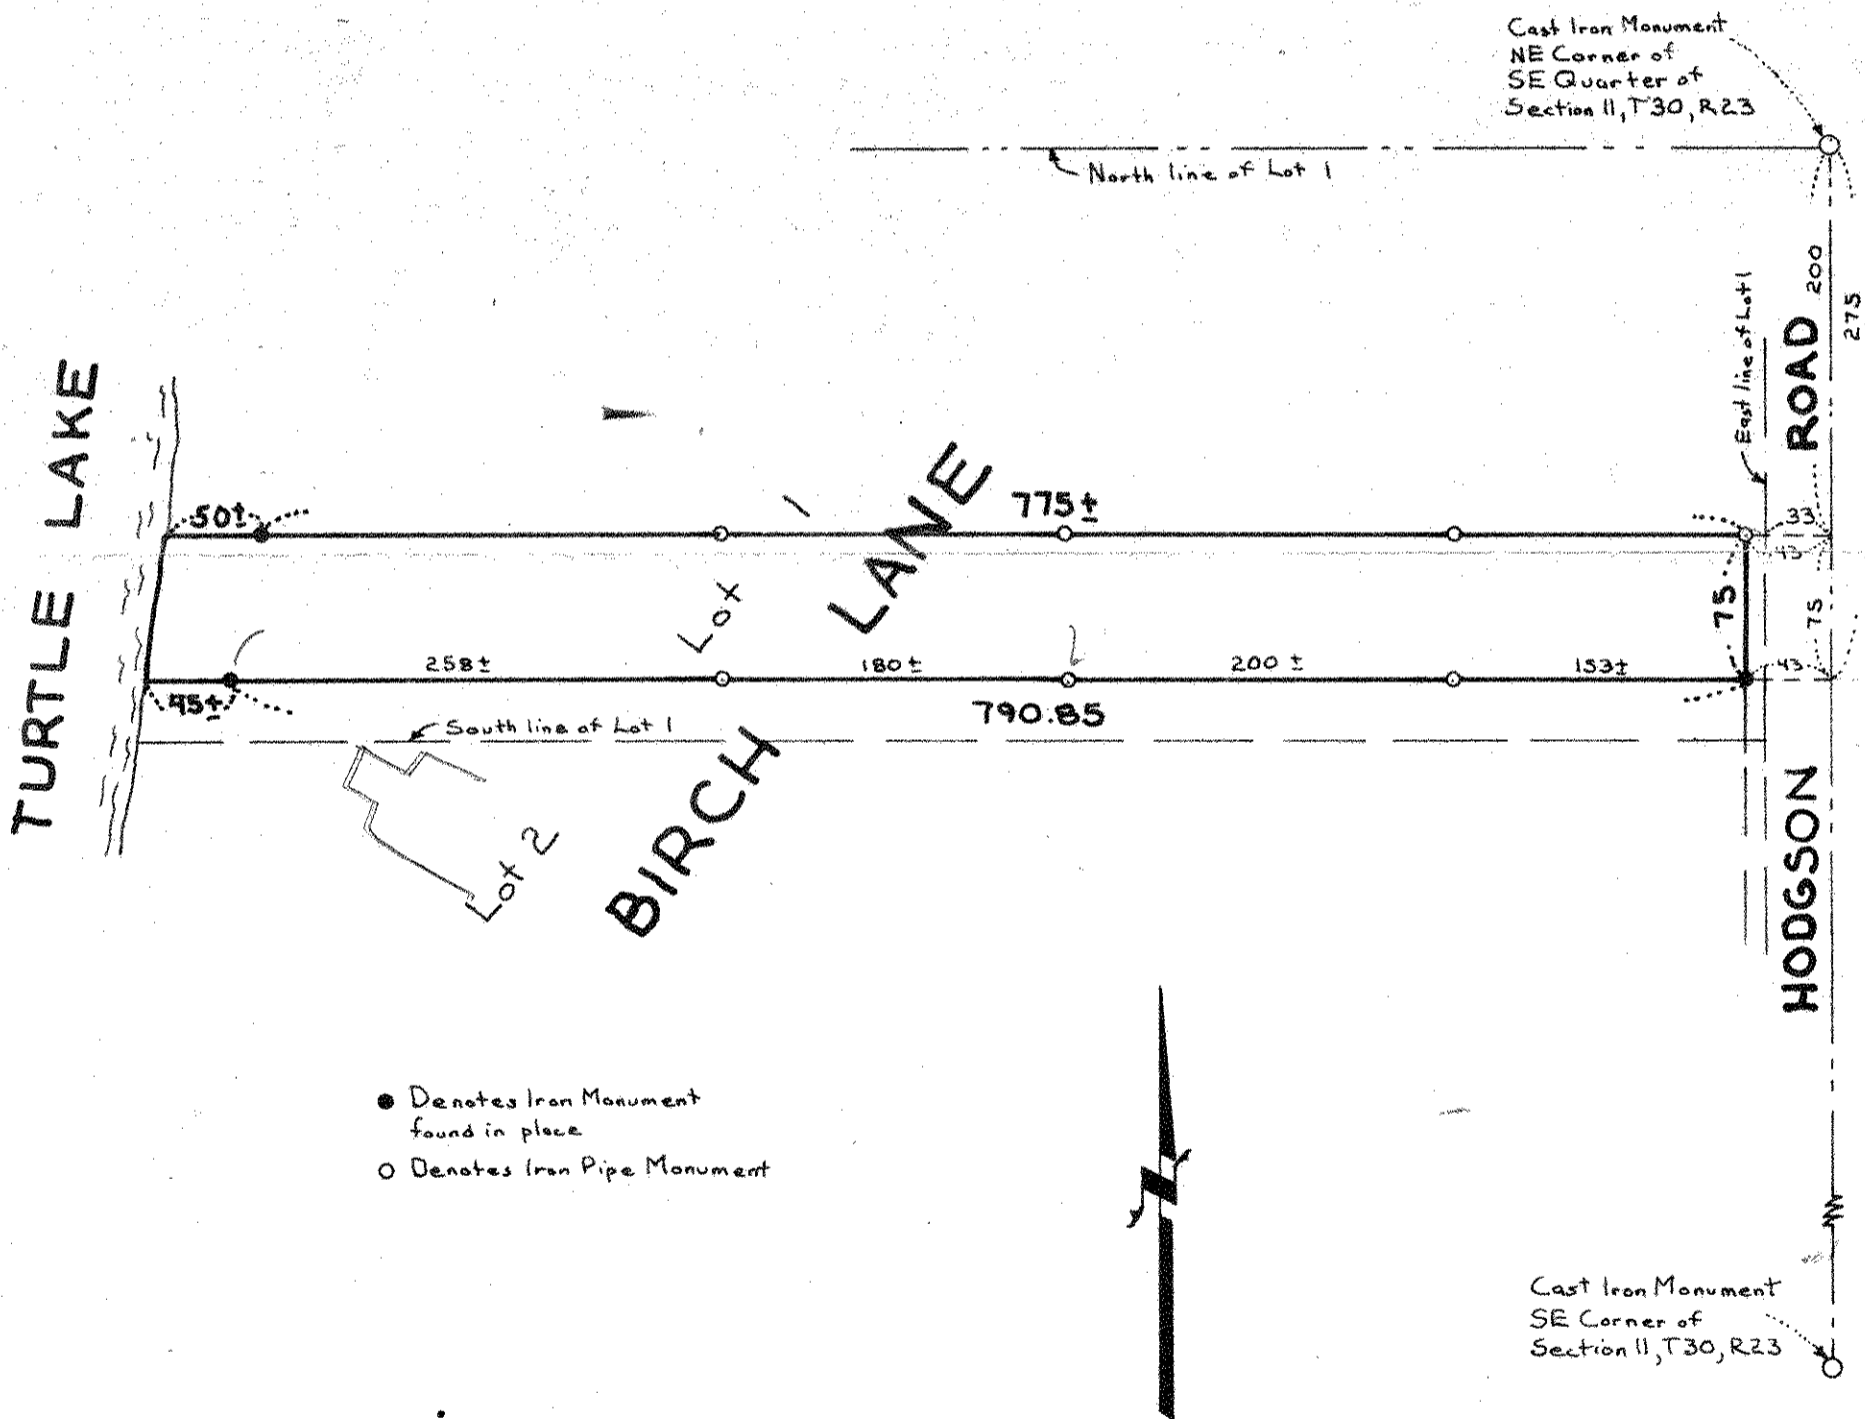 Cast Iron Monument
NE Corner of
SE Quarter of
Section 11, T30, R23
North line of Lot 1
200
275
East line of Lot 1
HODGSON ROAD
TURTLE LAKE
50±
775±
33
43
75
75
Lot 1
BIRCH LANE
258±
180±
200±
153±
43
45±
790.85
South line of Lot 1
Lot 2
● Denotes Iron Monument
found in place
○ Denotes Iron Pipe Monument
Cast Iron Monument
SE Corner of
Section 11, T30, R23